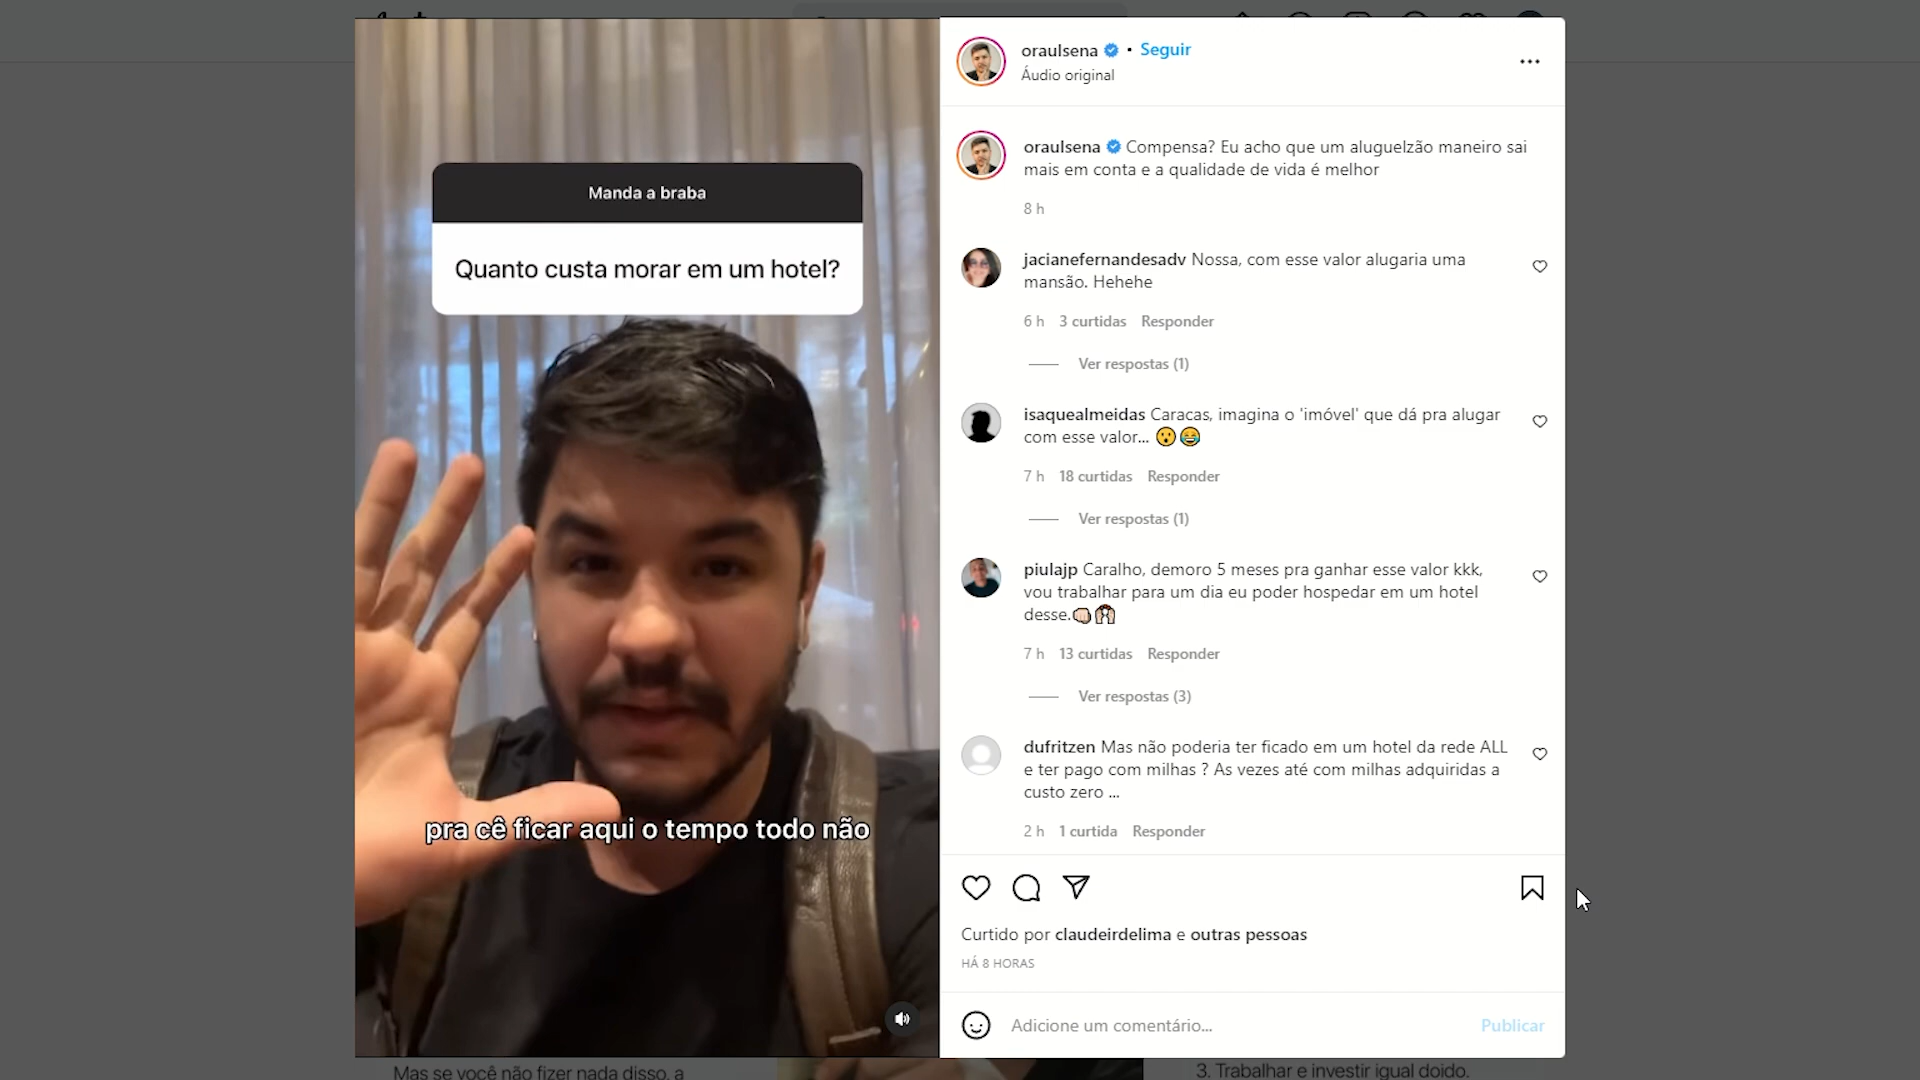 Manda a braba
Quanto custa morar em um hotel?
pra cê ficar aqui o tempo todo não
oraulsena • Seguir
Áudio original
oraulsena Compensa? Eu acho que um aluguelzão maneiro sai
mais em conta e a qualidade de vida é melhor
8 h
jacianefernandesadv Nossa, com esse valor alugaria uma
mansão. Hehehe
6 h 3 curtidas Responder
Ver respostas (1)
isaquealmeidas Caracas, imagina o 'imóvel' que dá pra alugar
com esse valor... 😮😂
7 h 18 curtidas Responder
Ver respostas (1)
piulajp Caralho, demoro 5 meses pra ganhar esse valor kkk,
vou trabalhar para um dia eu poder hospedar em um hotel
desse.👊🏻🙌🏻
7 h 13 curtidas Responder
Ver respostas (3)
dufritzen Mas não poderia ter ficado em um hotel da rede ALL
e ter pago com milhas ? As vezes até com milhas adquiridas a
custo zero ...
2 h 1 curtida Responder
Curtido por claudeirdelima e outras pessoas
HÁ 8 HORAS
Adicione um comentário...
Publicar
Mas se você não fizer nada disso, a
3. Trabalhar e investir igual doido.